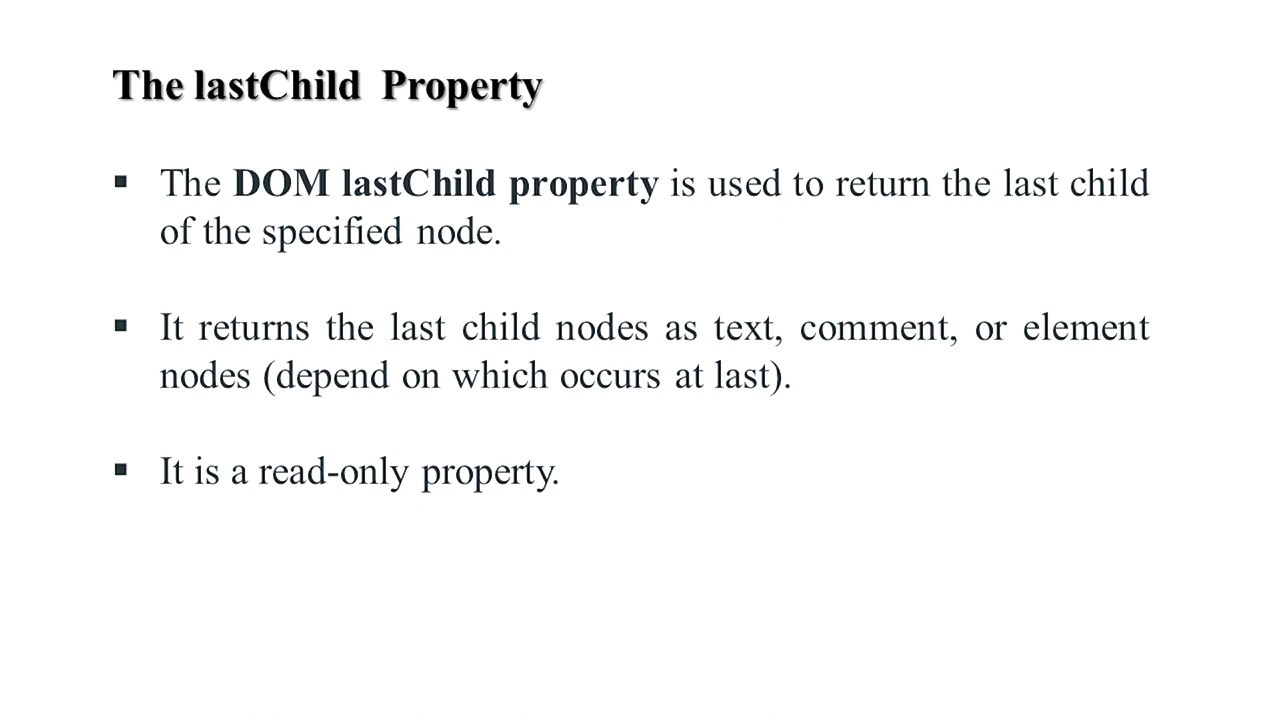 The lastChild Property
▪ The DOM lastChild property is used to return the last child
of the specified node.
▪ It returns the last child nodes as text, comment, or element
nodes (depend on which occurs at last).
▪ It is a read-only property.